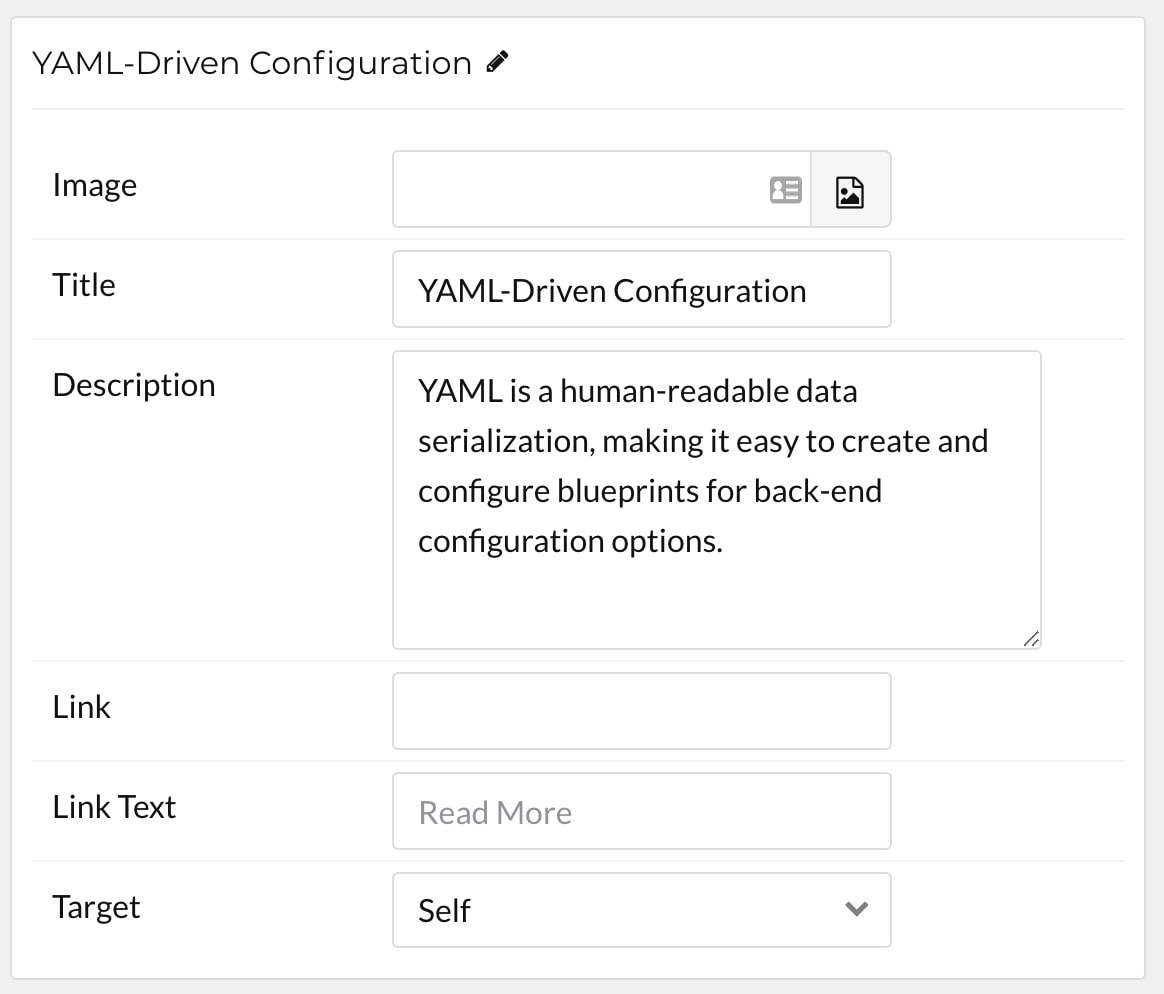 YAML-Driven Configuration
Image
Title
YAML-Driven Configuration
Description
YAML is a human-readable data
serialization, making it easy to create and
configure blueprints for back-end
configuration options.
Link
Link Text
Read More
Target
Self